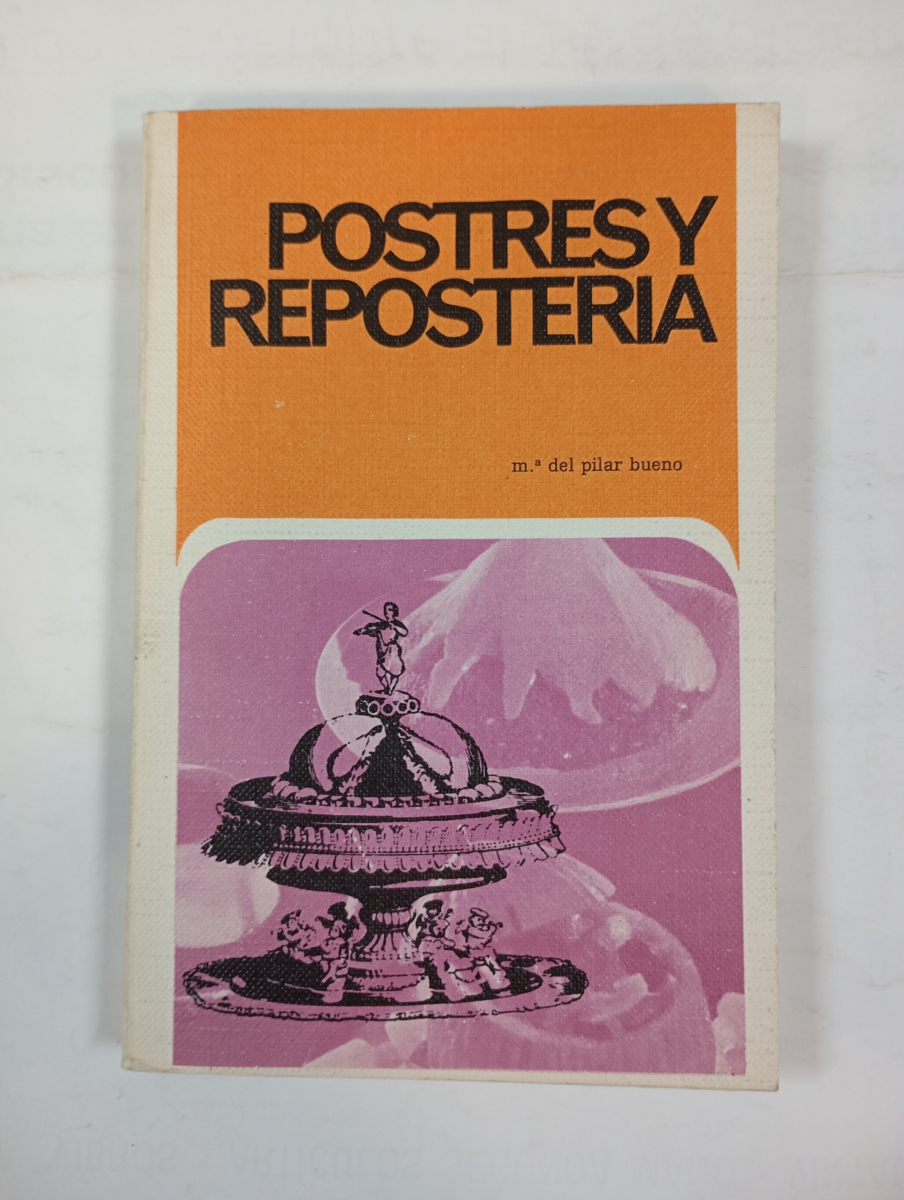 POSTRES Y
REPOSTERIA
m.ª del pilar bueno